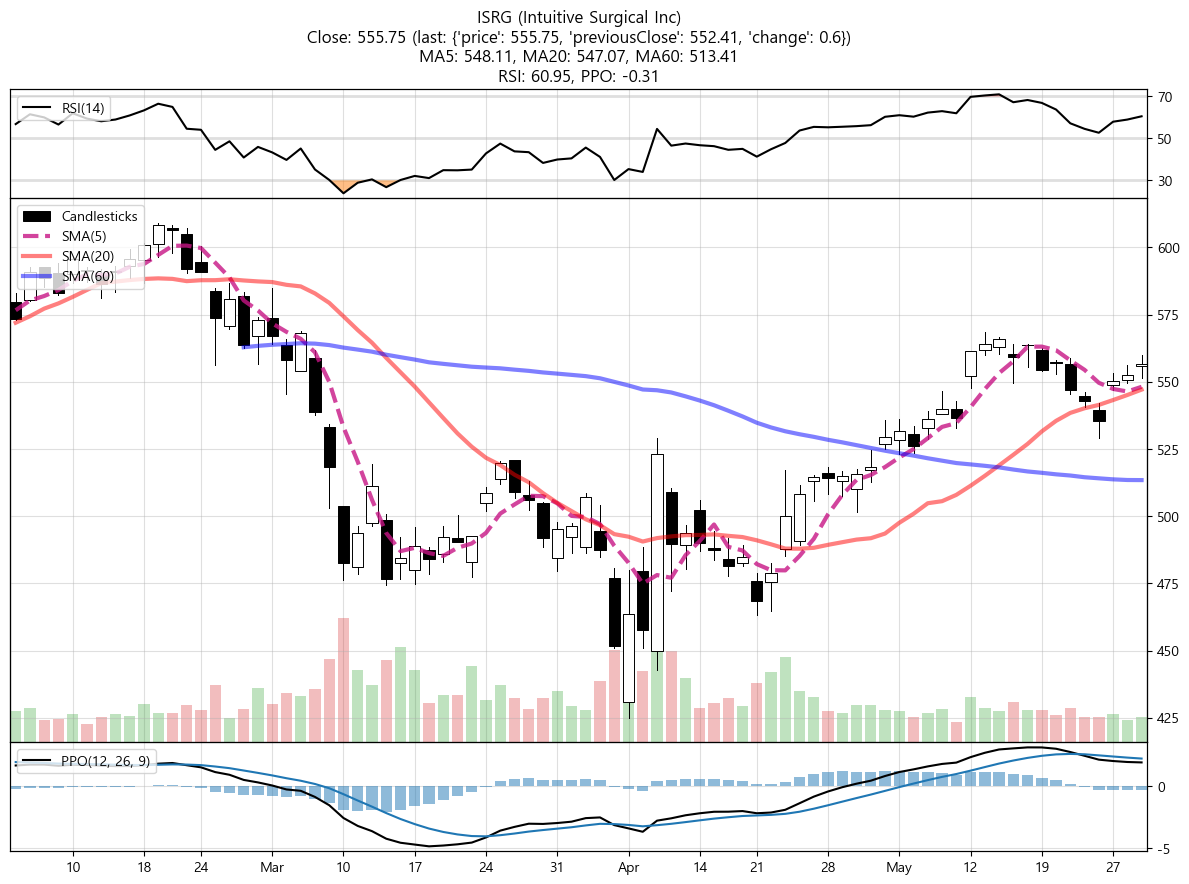 ISRG (Intuitive Surgical Inc)
Close: 555.75 (last: {'price': 555.75, 'previousClose': 552.41, 'change': 0.6})
MA5: 548.11, MA20: 547.07, MA60: 513.41
RSI: 60.95, PPO: -0.31
RSI(14)
70
50
30
Candlesticks
SMA(5)
SMA(20)
SMA(60)
600
575
550
525
500
475
450
425
PPO(12, 26, 9)
0
-5
10 18 24 Mar 10 17 24 31 Apr 14 21 28 May 12 19 27